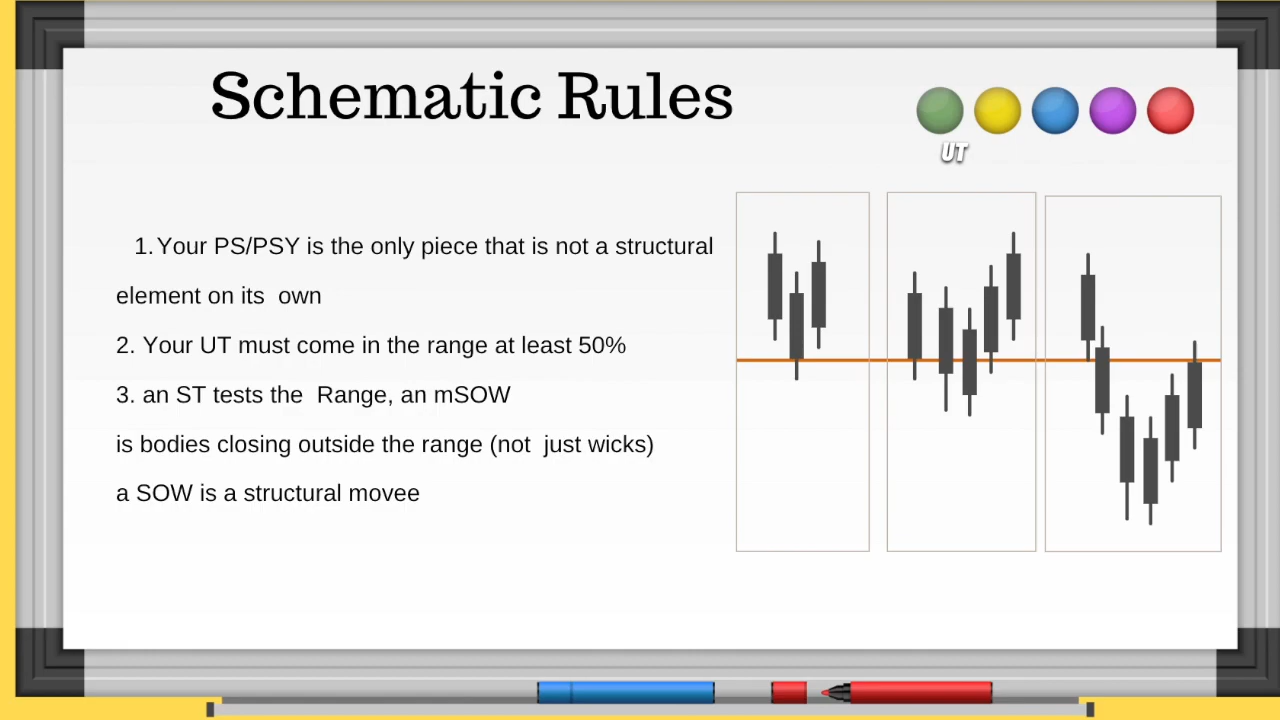 Schematic Rules
UT
1. Your PS/PSY is the only piece that is not a structural
element on its own
2. Your UT must come in the range at least 50%
3. an ST tests the Range, an mSOW
is bodies closing outside the range (not just wicks)
a SOW is a structural movee